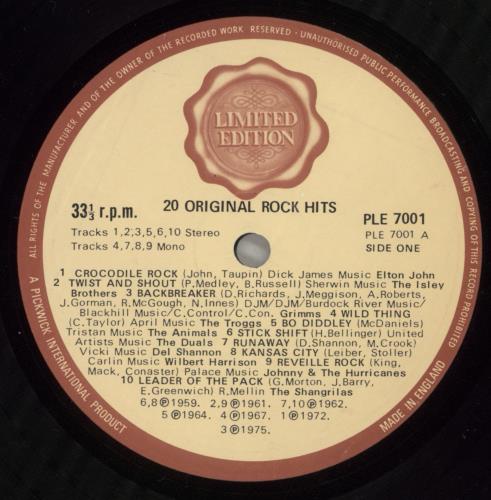 ALL RIGHTS OF THE MANUFACTURER AND OF THE OWNER OF THE RECORDED WORK RESERVED · UNAUTHORISED PUBLIC PERFORMANCE BROADCASTING AND COPYING OF THIS RECORD PROHIBITED
LIMITED
EDITION
33⅓ r.p.m.
20 ORIGINAL ROCK HITS
PLE 7001
Tracks 1,2,3,5,6,10 Stereo
PLE 7001 A
Tracks 4,7,8,9 Mono
SIDE ONE
1 CROCODILE ROCK (John, Taupin) Dick James Music Elton John
2 TWIST AND SHOUT (P.Medley, B.Russell) Sherwin Music The Isley
Brothers 3 BACKBREAKER (D.Richards, J.Meggison, A.Roberts,
J.Gorman, R.McGough, N.Innes) DJM/DJM/Burdock River Music/
Blackhill Music/C.Control/C.Con. Grimms 4 WILD THING
(C.Taylor) April Music The Troggs 5 BO DIDDLEY (McDaniels)
Tristan Music The Animals 6 STICK SHIFT (H.Bellinger) United
Artists Music The Duals 7 RUNAWAY (D.Shannon, M.Crook)
Vicki Music Del Shannon 8 KANSAS CITY (Leiber, Stoller)
Carlin Music Wilbert Harrison 9 REVEILLE ROCK (King,
Mack, Conaster) Palace Music Johnny & The Hurricanes
10 LEADER OF THE PACK (G.Morton, J.Barry,
E.Greenwich) R.Mellin The Shangrilas
6,8 ℗ 1959. 2,9 ℗ 1961. 7,10 ℗ 1962.
5 ℗ 1964. 4 ℗ 1967. 1 ℗ 1972.
3 ℗ 1975.
A PICKWICK INTERNATIONAL PRODUCT
MADE IN ENGLAND